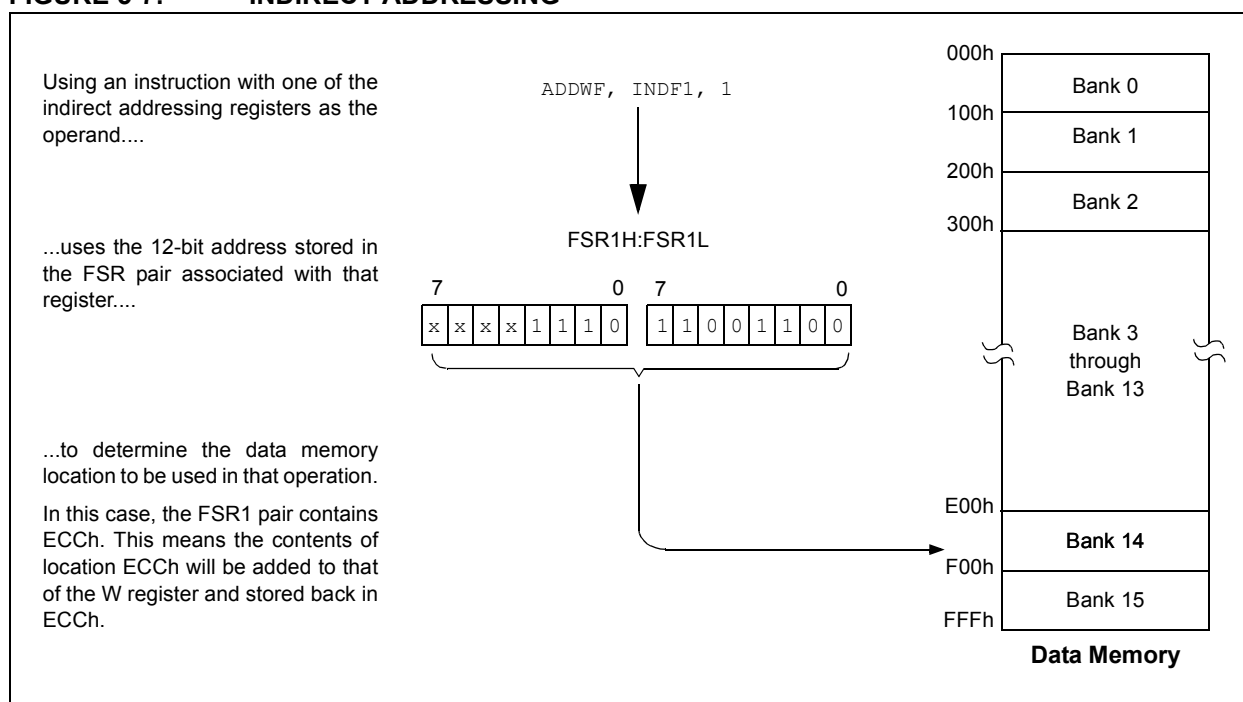 Using an instruction with one of the
indirect addressing registers as the
operand....
...uses the 12-bit address stored in
the FSR pair associated with that
register....
...to determine the data memory
location to be used in that operation.
In this case, the FSR1 pair contains
ECCh. This means the contents of
location ECCh will be added to that
of the W register and stored back in
ECCh.
ADDWF, INDF1, 1
FSR1H:FSR1L
7 0 7 0
x x x x 1 1 1 0 1 1 0 0 1 1 0 0
000h
Bank 0
100h
Bank 1
200h
Bank 2
300h
Bank 3
through
Bank 13
E00h
Bank 14
F00h
Bank 15
FFFh
Data Memory